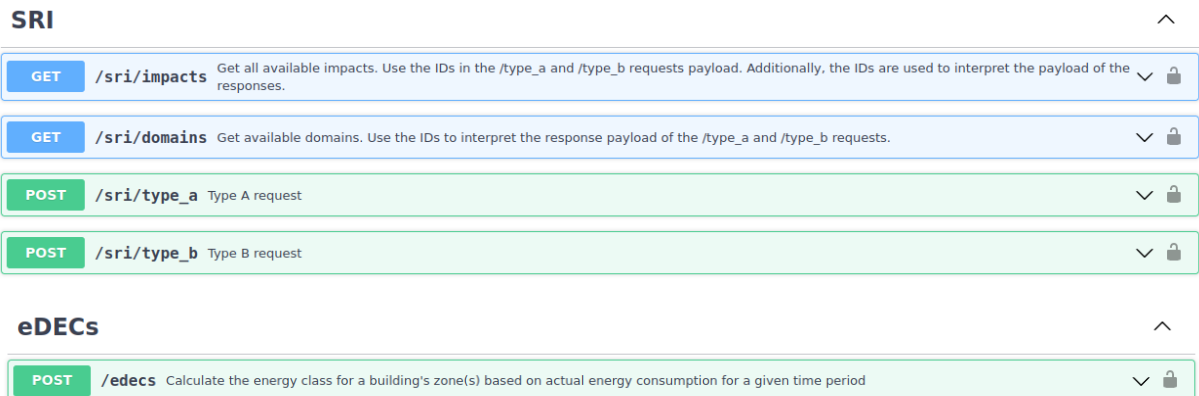 SRI
GET /sri/impacts Get all available impacts. Use the IDs in the /type_a and /type_b requests payload. Additionally, the IDs are used to interpret the payload of the
responses.
GET /sri/domains Get available domains. Use the IDs to interpret the response payload of the /type_a and /type_b requests.
POST /sri/type_a Type A request
POST /sri/type_b Type B request
eDECs
POST /edecs Calculate the energy class for a building's zone(s) based on actual energy consumption for a given time period